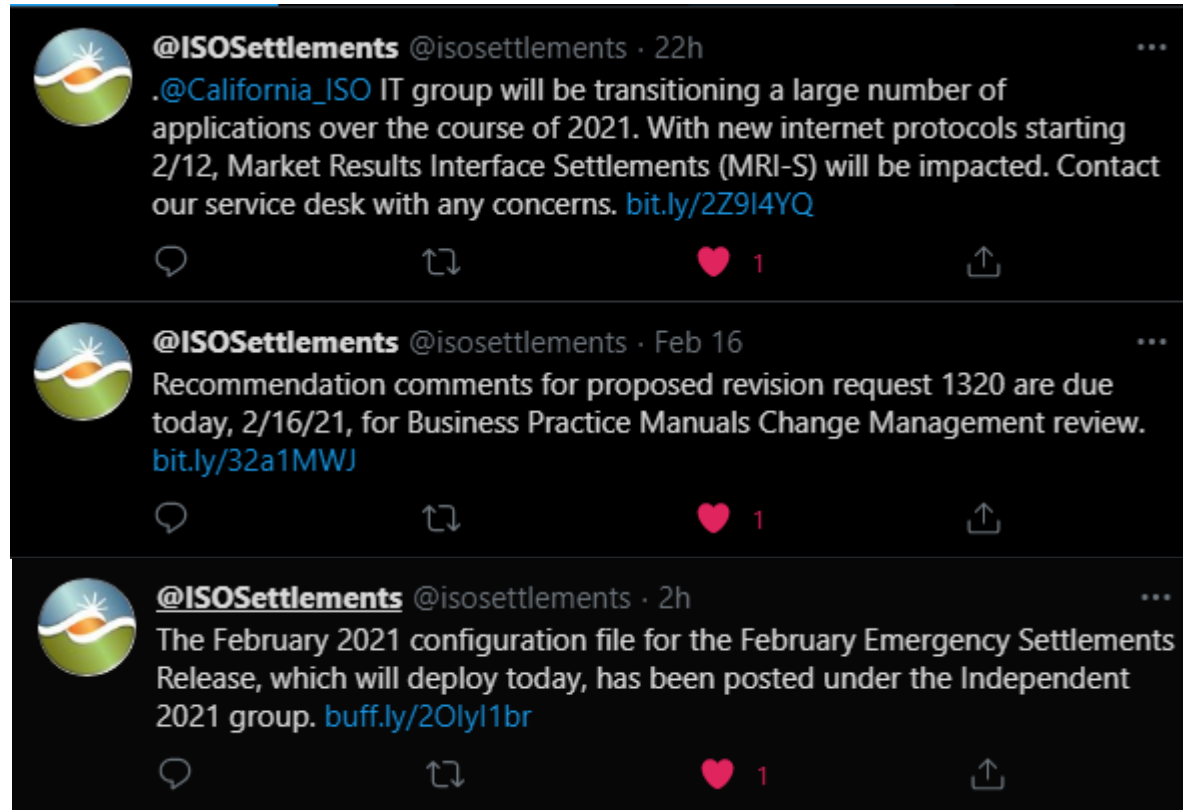 @ISOSettlements @isosettlements · 22h
.@California_ISO IT group will be transitioning a large number of
applications over the course of 2021. With new internet protocols starting
2/12, Market Results Interface Settlements (MRI-S) will be impacted. Contact
our service desk with any concerns. bit.ly/2Z9I4YQ
1
@ISOSettlements @isosettlements · Feb 16
Recommendation comments for proposed revision request 1320 are due
today, 2/16/21, for Business Practice Manuals Change Management review.
bit.ly/32a1MWJ
1
@ISOSettlements @isosettlements · 2h
The February 2021 configuration file for the February Emergency Settlements
Release, which will deploy today, has been posted under the Independent
2021 group. buff.ly/2OlyI1br
1